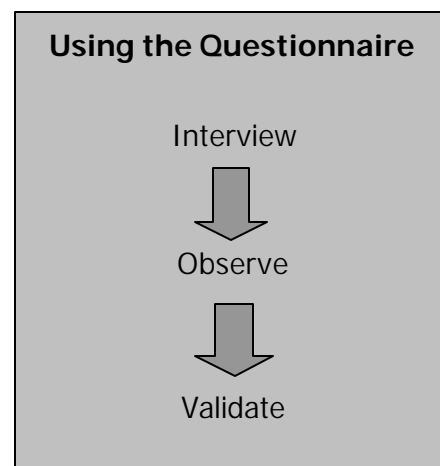 Using the Questionnaire
Interview
Observe
Validate